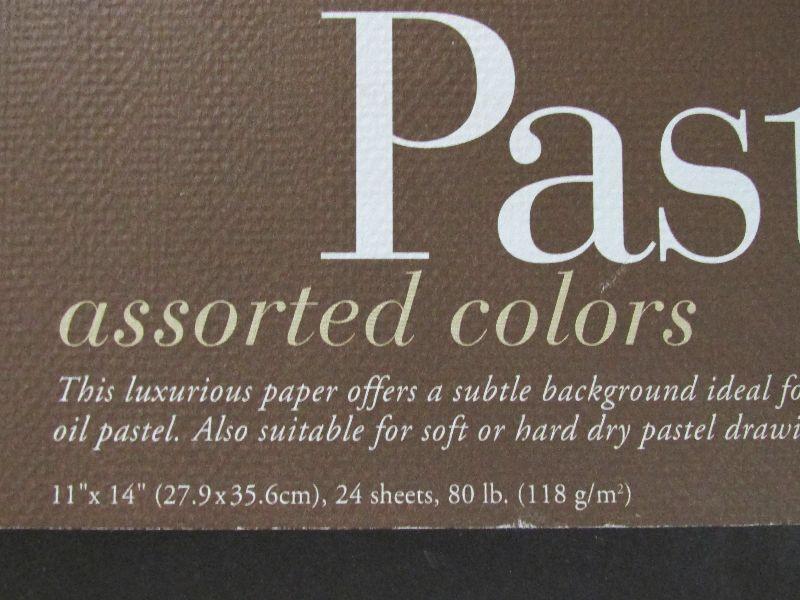 Past
assorted colors
This luxurious paper offers a subtle background ideal fo
oil pastel. Also suitable for soft or hard dry pastel drawi
11"x 14" (27.9x35.6cm), 24 sheets, 80 lb. (118 g/m²)